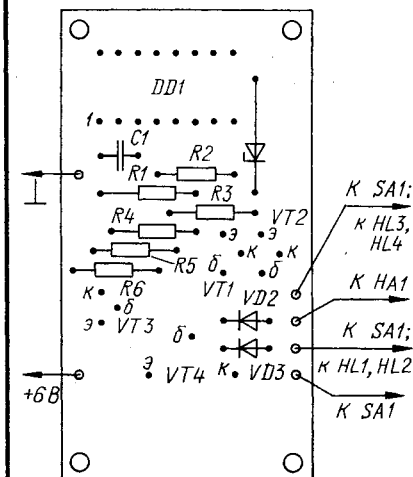 DD1
1
C1
R2
R1
К SA1;
к HL3,
HL4
R3
VT2
R4
э э
к к
R5
б б
VT1
К HA1
R6
к
VD2
б
э VT3
К SA1;
б
к HL1, HL2
+6В
э VT4
к VD3
К SA1